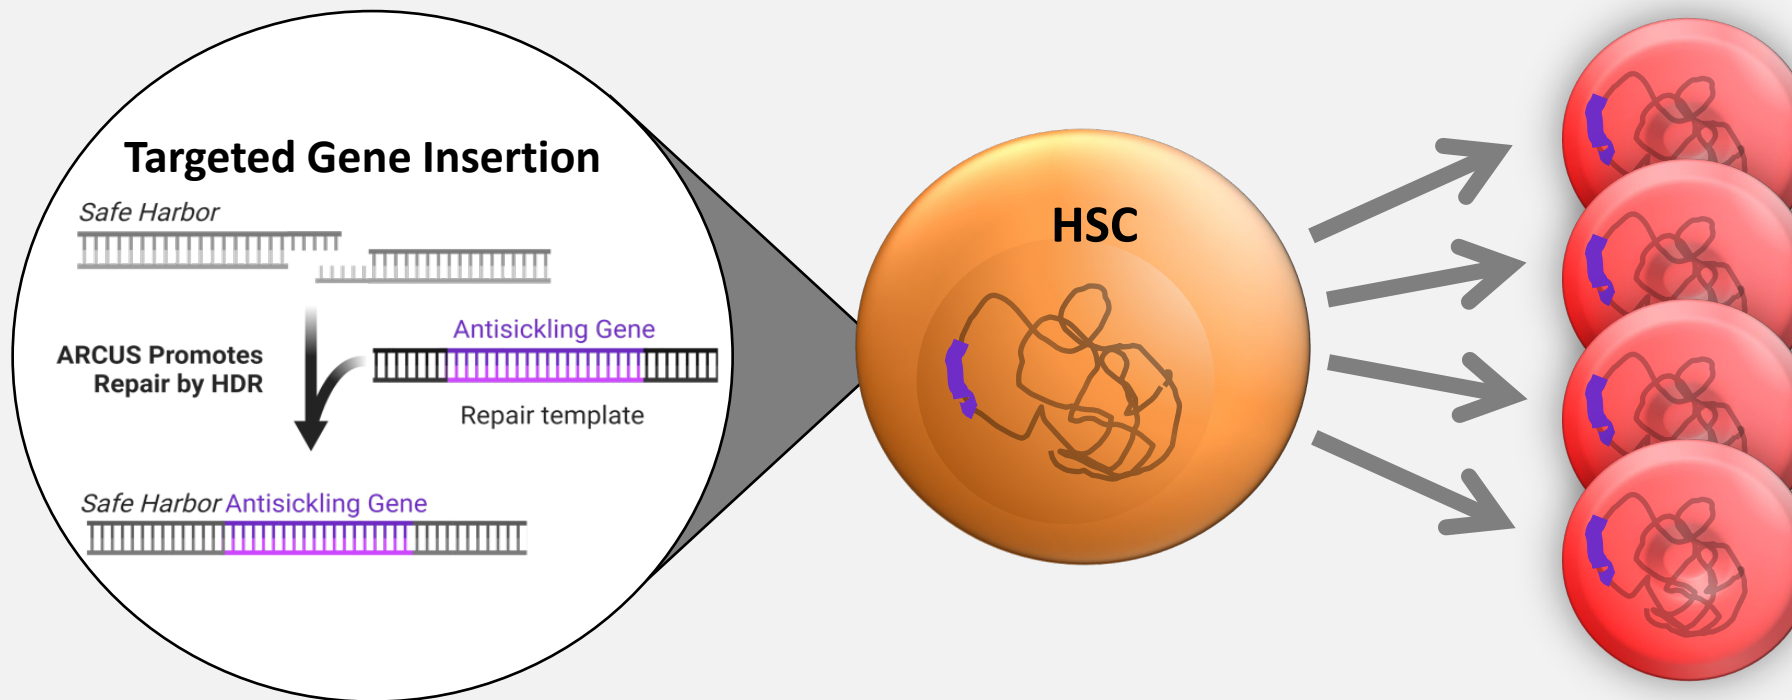 Targeted Gene Insertion
Safe Harbor
Antisickling Gene
ARCUS Promotes
Repair by HDR
Repair template
Safe Harbor Antisickling Gene
HSC